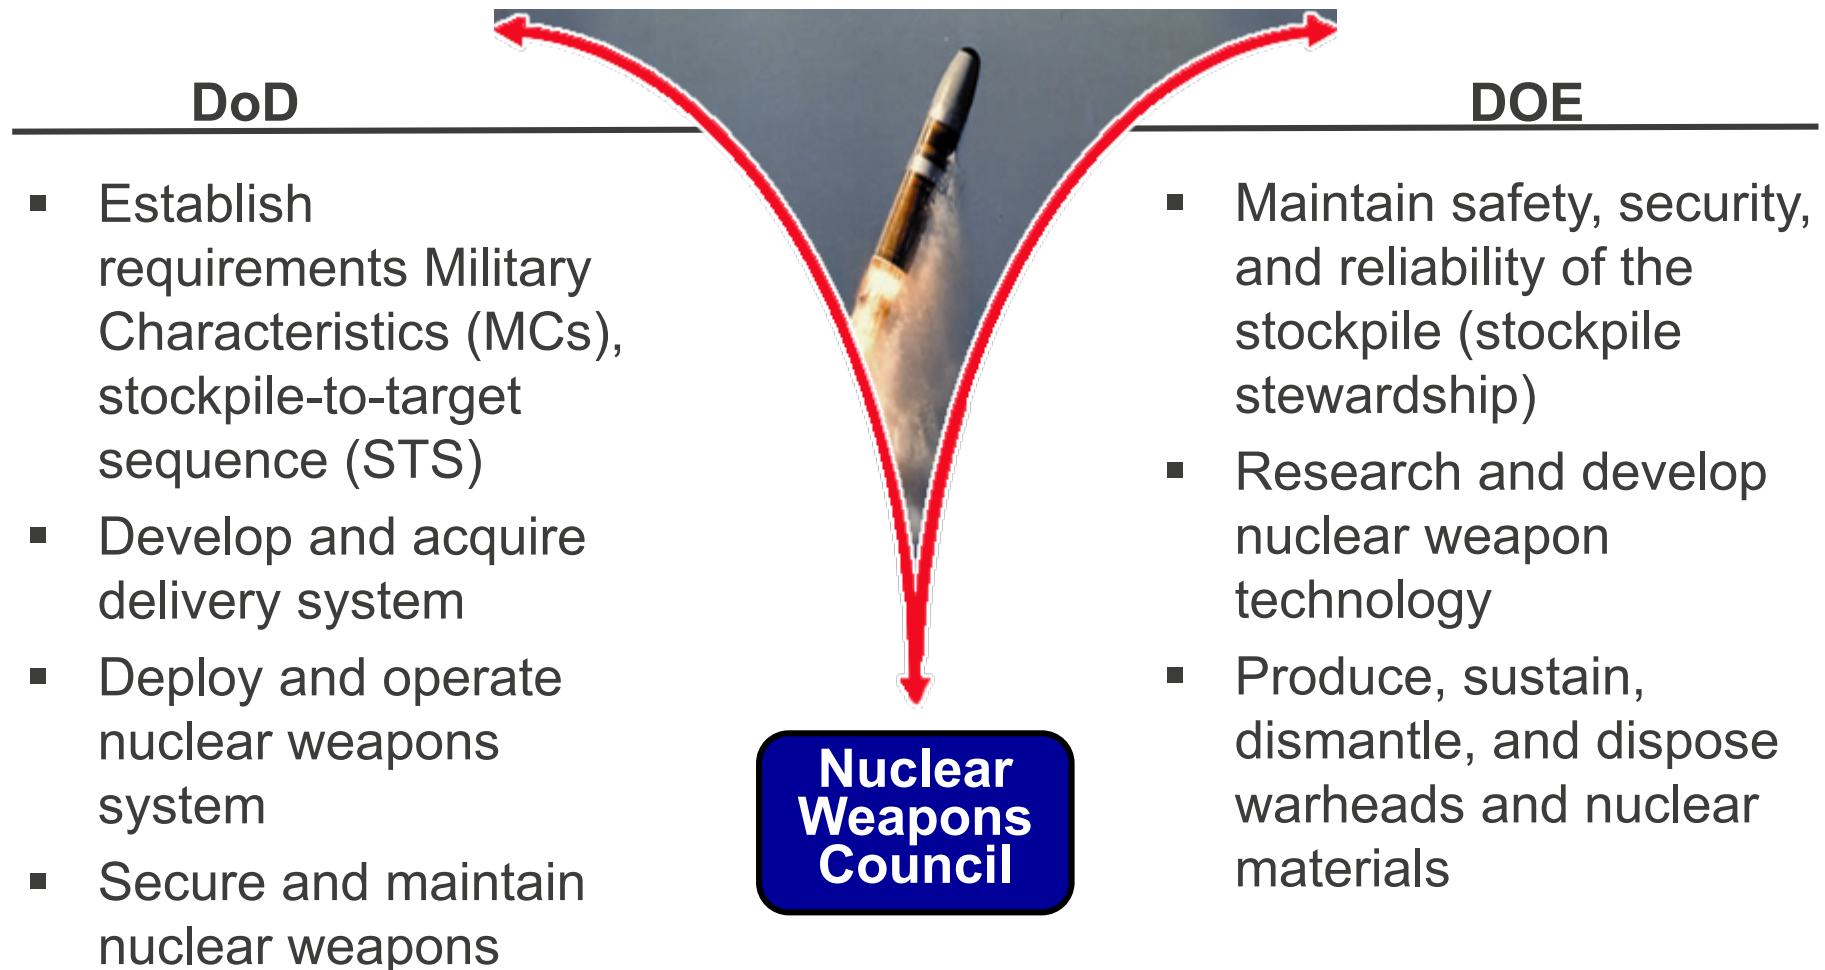 DoD
▪ Establish
requirements Military
Characteristics (MCs),
stockpile-to-target
sequence (STS)
▪ Develop and acquire
delivery system
▪ Deploy and operate
nuclear weapons
system
▪ Secure and maintain
nuclear weapons
Nuclear
Weapons
Council
DOE
▪ Maintain safety, security,
and reliability of the
stockpile (stockpile
stewardship)
▪ Research and develop
nuclear weapon
technology
▪ Produce, sustain,
dismantle, and dispose
warheads and nuclear
materials